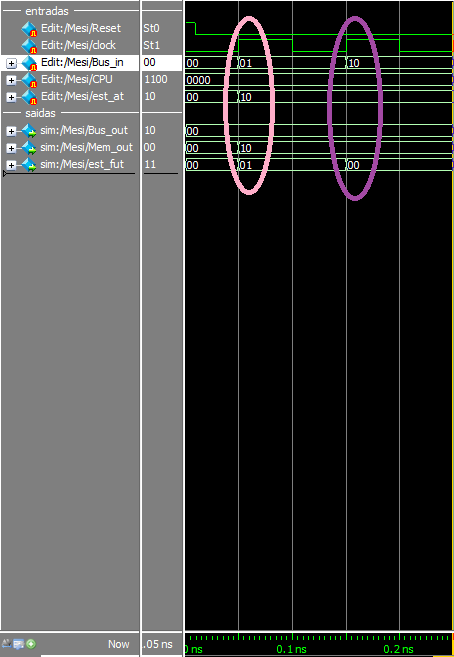 entradas
Edit:/Mesi/Reset St0
Edit:/Mesi/clock St1
Edit:/Mesi/Bus_in 00 00 01 10
Edit:/Mesi/CPU 1100 0000
Edit:/Mesi/est_at 10 00 10
saidas
sim:/Mesi/Bus_out 10 00
sim:/Mesi/Mem_out 00 00 10
sim:/Mesi/est_fut 11 00 01 00
Now .05 ns 0 ns 0.1 ns 0.2 ns